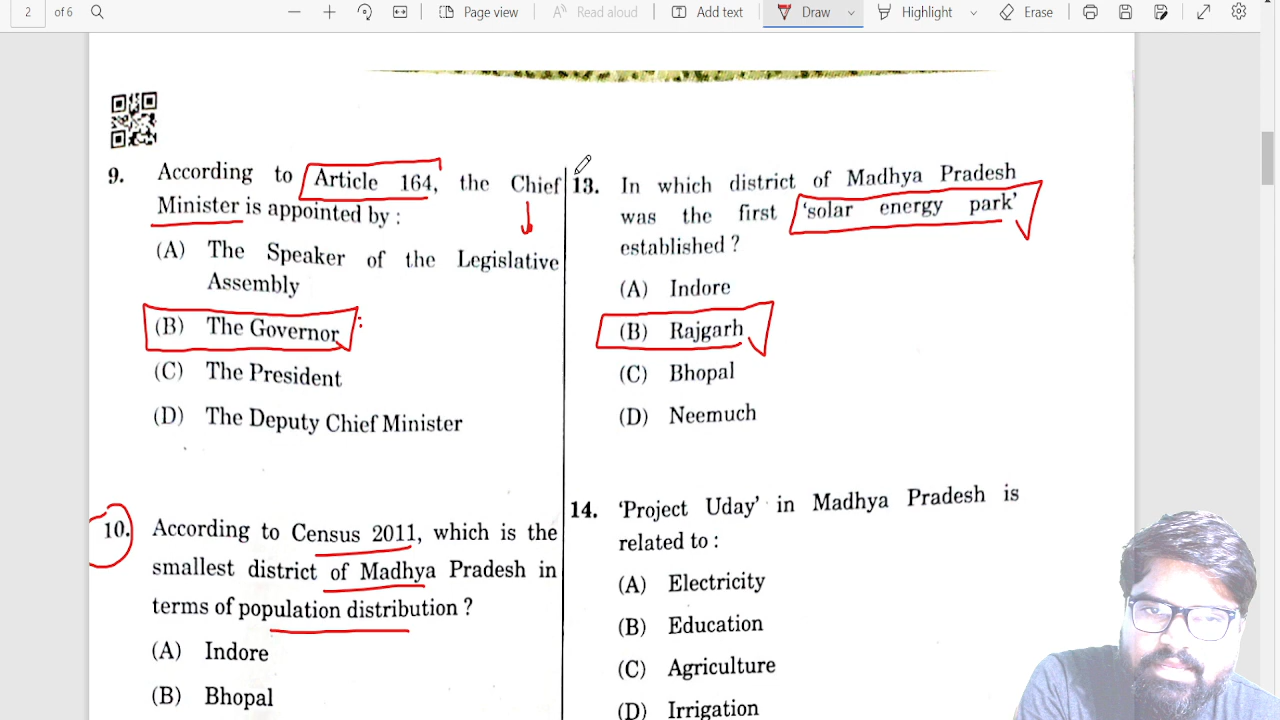 2 of 6
Page view
Read aloud
Add text
Draw
Highlight
Erase
9. According to Article 164, the Chief
Minister is appointed by :
(A) The Speaker of the Legislative
Assembly
(B) The Governor
(C) The President
(D) The Deputy Chief Minister
10. According to Census 2011, which is the
smallest district of Madhya Pradesh in
terms of population distribution ?
(A) Indore
(B) Bhopal
13. In which district of Madhya Pradesh
was the first 'solar energy park'
established ?
(A) Indore
(B) Rajgarh
(C) Bhopal
(D) Neemuch
14. 'Project Uday' in Madhya Pradesh is
related to :
(A) Electricity
(B) Education
(C) Agriculture
(D) Irrigation